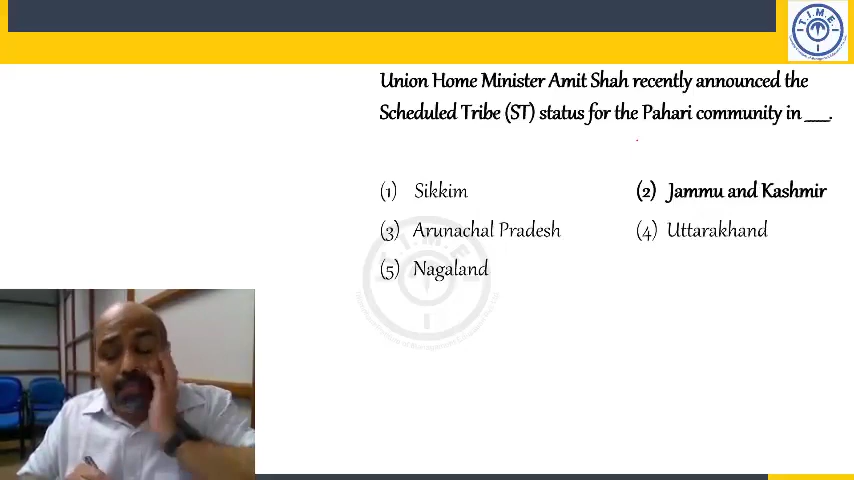 T.I.M.E.
Union Home Minister Amit Shah recently announced the
Scheduled Tribe (ST) status for the Pahari community in ___.
(1) Sikkim
(2) Jammu and Kashmir
(3) Arunachal Pradesh
(4) Uttarakhand
(5) Nagaland
T.I.M.E.